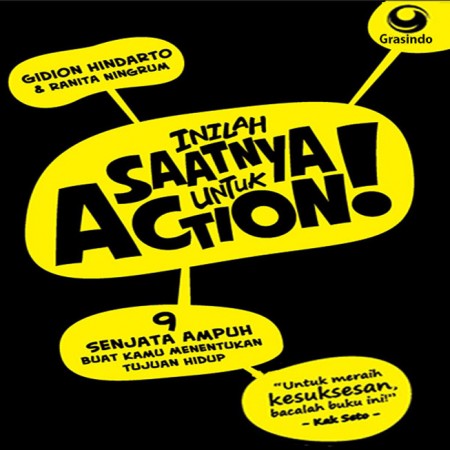 Grasindo
GIDION HINDARTO
& RANITA NINGRUM
INILAH
SAATNYA
UNTUK
ACTION!
9
SENJATA AMPUH
BUAT KAMU MENENTUKAN
TUJUAN HIDUP
"Untuk meraih
kesuksesan,
bacalah buku ini!"
- Kak Seto -